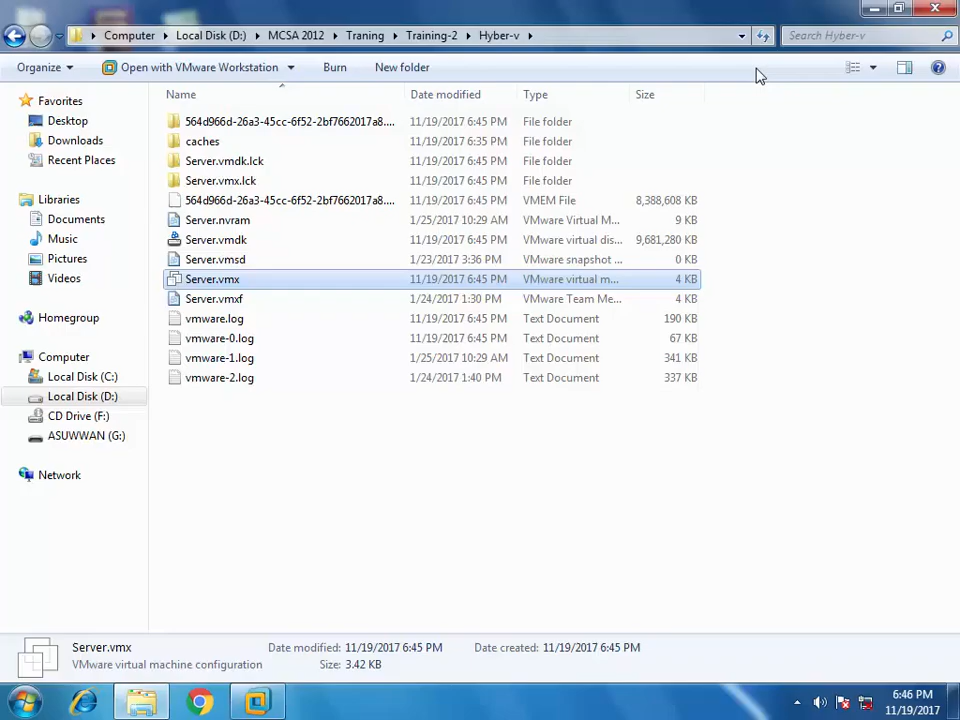 Computer Local Disk (D:) MCSA 2012 Traning Training-2 Hyber-v Search Hyber-v
Organize Open with VMware Workstation Burn New folder
Name Date modified Type Size
Favorites
Desktop
Downloads
Recent Places
Libraries
Documents
Music
Pictures
Videos
Homegroup
Computer
Local Disk (C:)
Local Disk (D:)
CD Drive (F:)
ASUWWAN (G:)
Network
564d966d-26a3-45cc-6f52-2bf7662017a8.... 11/19/2017 6:45 PM File folder
caches 11/19/2017 6:35 PM File folder
Server.vmdk.lck 11/19/2017 6:45 PM File folder
Server.vmx.lck 11/19/2017 6:45 PM File folder
564d966d-26a3-45cc-6f52-2bf7662017a8.... 11/19/2017 6:45 PM VMEM File 8,388,608 KB
Server.nvram 1/25/2017 10:29 AM VMware Virtual M... 9 KB
Server.vmdk 11/19/2017 6:45 PM VMware virtual dis... 9,681,280 KB
Server.vmsd 1/23/2017 3:36 PM VMware snapshot ... 0 KB
Server.vmx 11/19/2017 6:45 PM VMware virtual m... 4 KB
Server.vmxf 1/24/2017 1:30 PM VMware Team Me... 4 KB
vmware.log 11/19/2017 6:45 PM Text Document 190 KB
vmware-0.log 11/19/2017 6:45 PM Text Document 67 KB
vmware-1.log 1/25/2017 10:29 AM Text Document 341 KB
vmware-2.log 1/24/2017 1:40 PM Text Document 337 KB
Server.vmx Date modified: 11/19/2017 6:45 PM Date created: 11/19/2017 6:45 PM
VMware virtual machine configuration Size: 3.42 KB
6:46 PM
11/19/2017